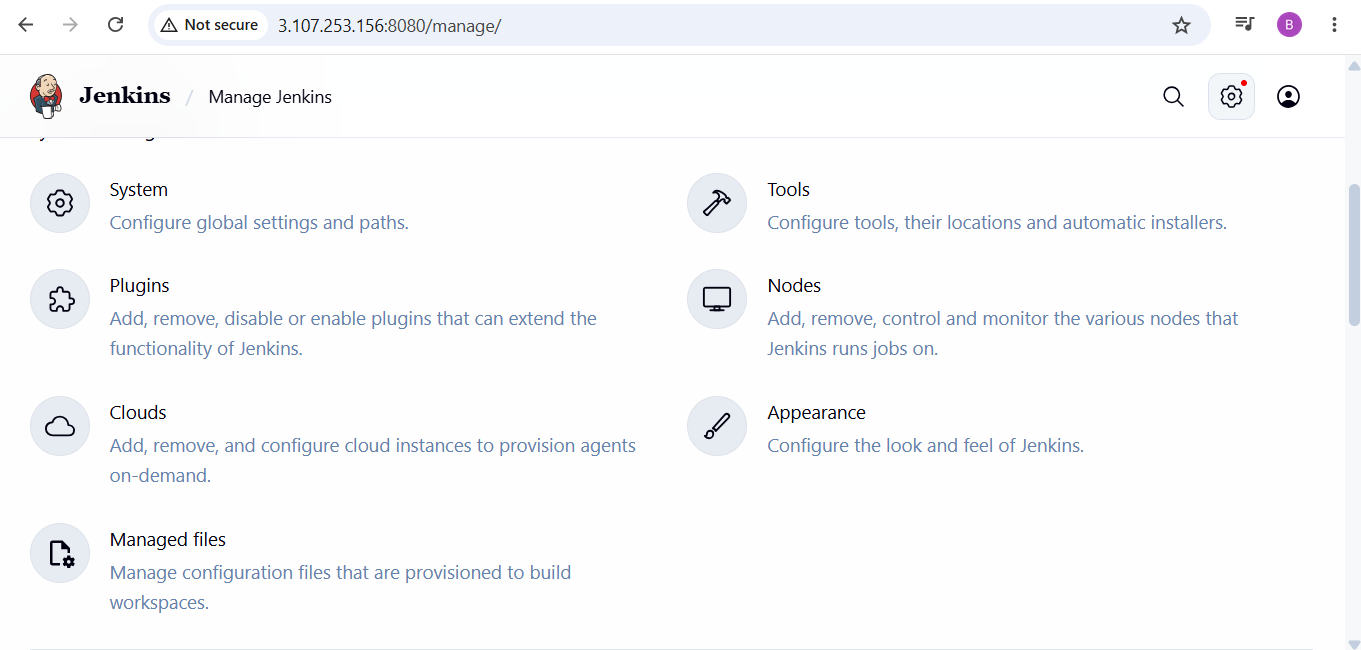 Not secure 3.107.253.156:8080/manage/ B
Jenkins / Manage Jenkins
System
Configure global settings and paths.
Tools
Configure tools, their locations and automatic installers.
Plugins
Add, remove, disable or enable plugins that can extend the
functionality of Jenkins.
Nodes
Add, remove, control and monitor the various nodes that
Jenkins runs jobs on.
Clouds
Add, remove, and configure cloud instances to provision agents
on-demand.
Appearance
Configure the look and feel of Jenkins.
Managed files
Manage configuration files that are provisioned to build
workspaces.